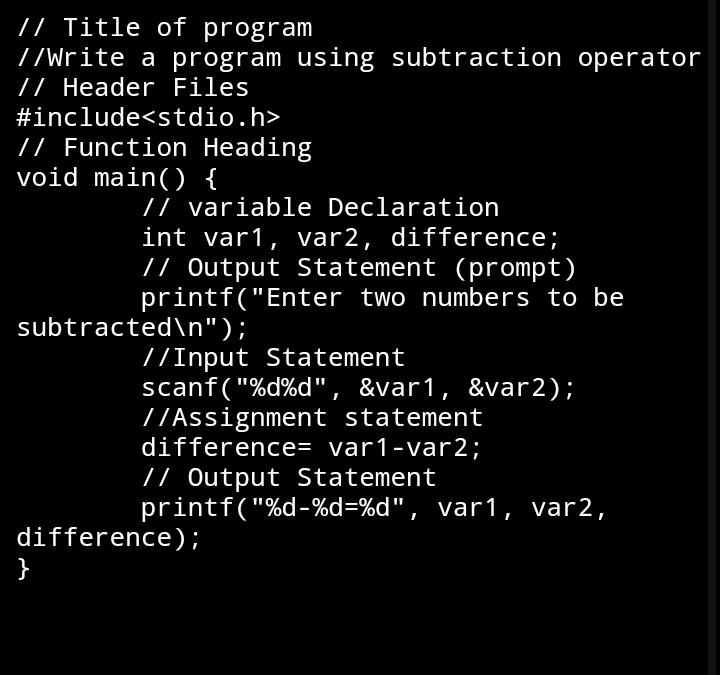 // Title of program
//Write a program using subtraction operator
// Header Files
#include<stdio.h>
// Function Heading
void main() {
        // variable Declaration
        int var1, var2, difference;
        // Output Statement (prompt)
        printf("Enter two numbers to be
subtracted\n");
        //Input Statement
        scanf("%d%d", &var1, &var2);
        //Assignment statement
        difference= var1-var2;
        // Output Statement
        printf("%d-%d=%d", var1, var2,
difference);
}